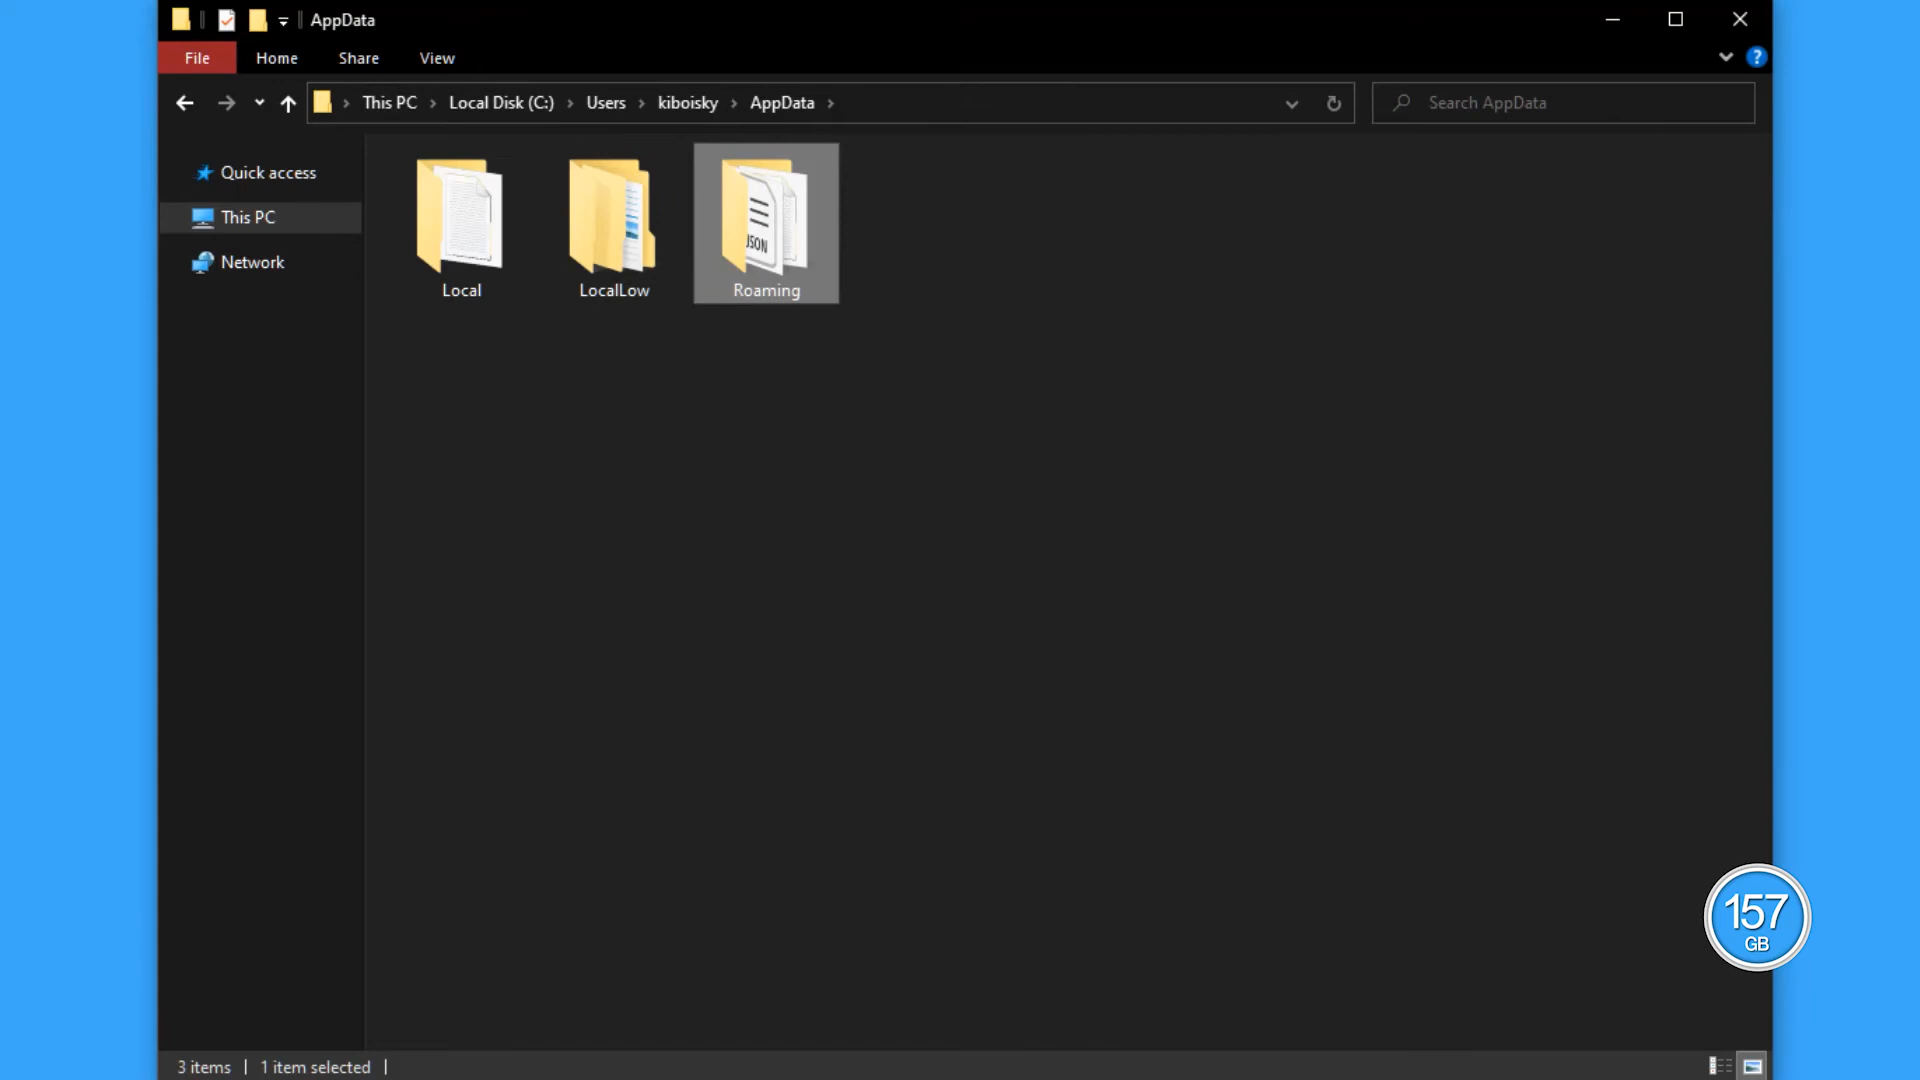 AppData
File Home Share View
This PC Local Disk (C:) Users kiboisky AppData
Search AppData
Quick access
This PC
Network
JSON
Local
LocalLow
Roaming
157
GB
3 items
1 item selected